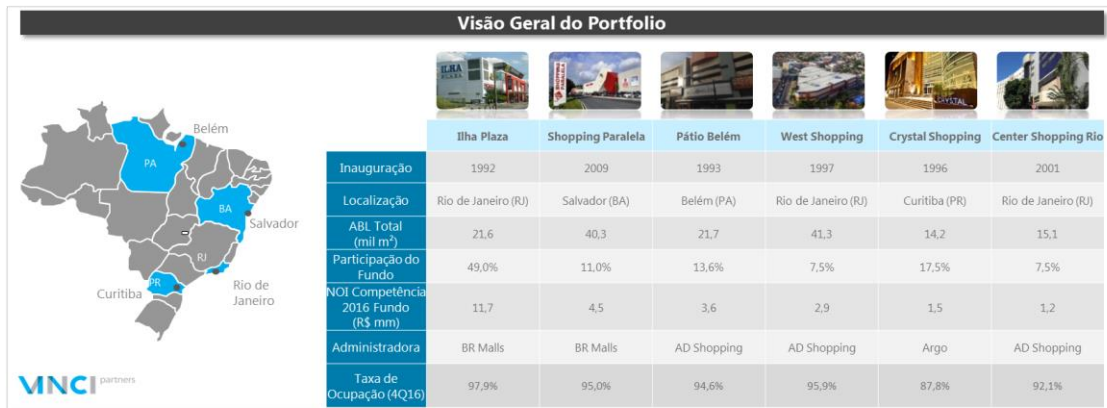 Visão Geral do Portfolio
ILHA
PLAZA
SHOPPING PARALELA
CRYSTAL
Belém
PA
BA
Salvador
RJ
PR
Curitiba
Rio de
Janeiro
Ilha Plaza Shopping Paralela Pátio Belém West Shopping Crystal Shopping Center Shopping Rio
Inauguração 1992 2009 1993 1997 1996 2001
Localização Rio de Janeiro (RJ) Salvador (BA) Belém (PA) Rio de Janeiro (RJ) Curitiba (PR) Rio de Janeiro (RJ)
ABL Total
(mil m²) 21,6 40,3 21,7 41,3 14,2 15,1
Participação do
Fundo 49,0% 11,0% 13,6% 7,5% 17,5% 7,5%
NOI Competência
2016 Fundo 11,7 4,5 3,6 2,9 1,5 1,2
(R$ mm)
Administradora BR Malls BR Malls AD Shopping AD Shopping Argo AD Shopping
Taxa de
Ocupação (4Q16) 97,9% 95,0% 94,6% 95,9% 87,8% 92,1%
VINCI partners